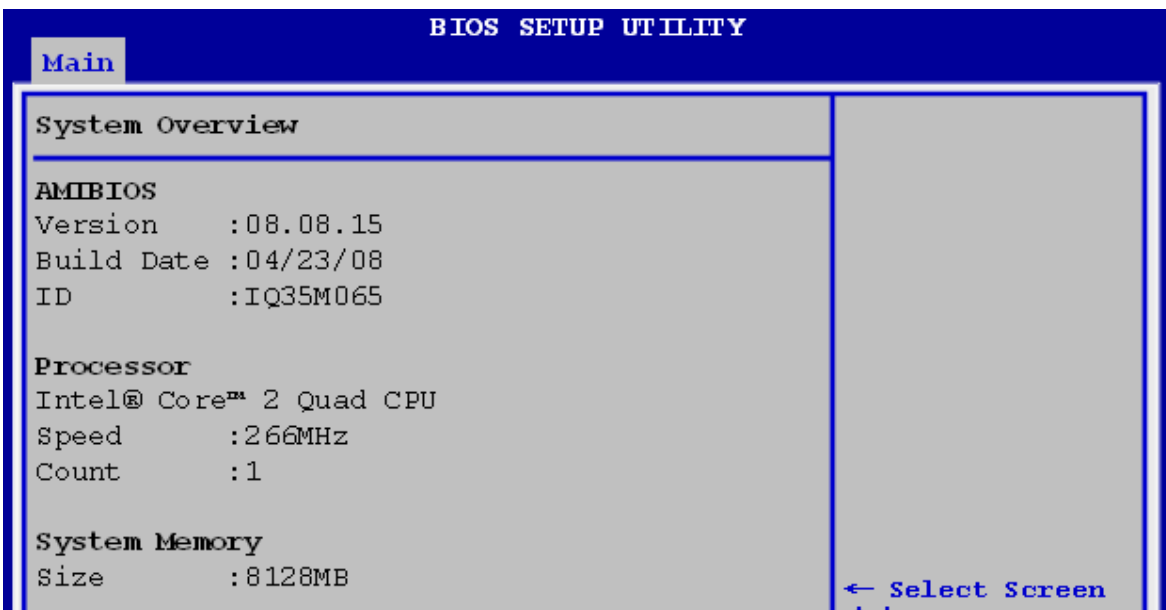 BIOS SETUP UTILITY
Main
System Overview
AMIBIOS
Version :08.08.15
Build Date :04/23/08
ID :IQ35M065
Processor
Intel® Core™ 2 Quad CPU
Speed :266MHz
Count :1
System Memory
Size :8128MB
← Select Screen